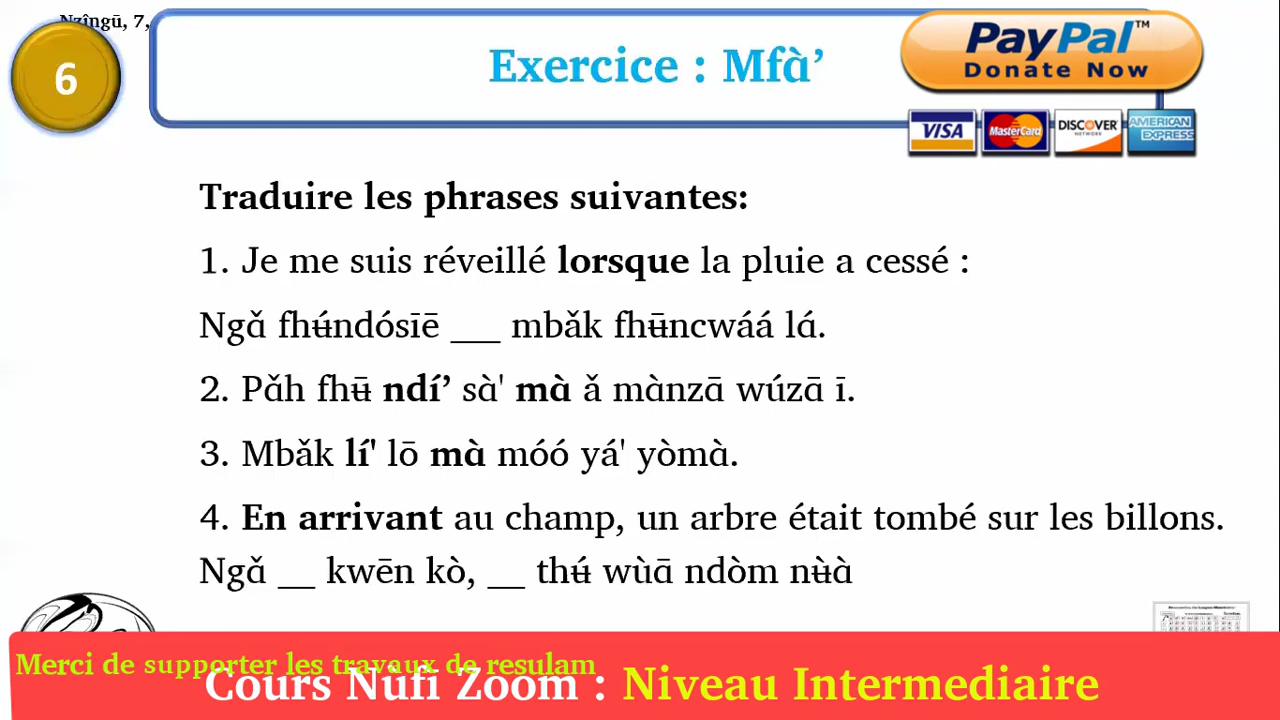 Nzîngū, 7,
6
Exercice : Mfà’
PayPal™
Donate Now
VISA
MasterCard
DISCOVER
NETWORK
AMERICAN
EXPRESS
Traduire les phrases suivantes:
1. Je me suis réveillé lorsque la pluie a cessé :
Ngǎ fhʉ́ndósīē ___ mbǎk fhʉ̄ncwáá lá.
2. Pǎh fhʉ̄ ndí’ sà' mà ǎ mànzā wúzā ī.
3. Mbǎk lí' lō mà móó yá' yòmà.
4. En arrivant au champ, un arbre était tombé sur les billons.
Ngǎ __ kwēn kò, __ thʉ́ wùā ndòm nʉ̀à
Merci de supporter les travaux de resulam
Cours Nùfi Zoom : Niveau Intermediaire